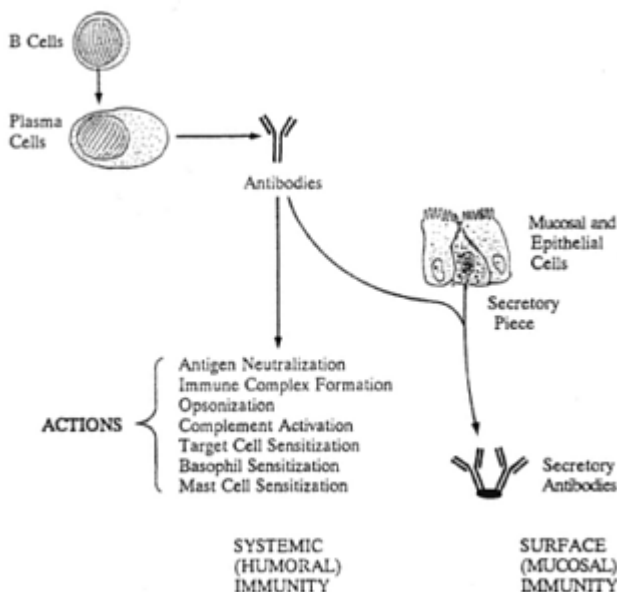 B Cells
Plasma
Cells
Antibodies
Mucosal and
Epithelial
Cells
Secretory
Piece
ACTIONS
Antigen Neutralization
Immune Complex Formation
Opsonization
Complement Activation
Target Cell Sensitization
Basophil Sensitization
Mast Cell Sensitization
Secretory
Antibodies
SYSTEMIC
(HUMORAL)
IMMUNITY
SURFACE
(MUCOSAL)
IMMUNITY